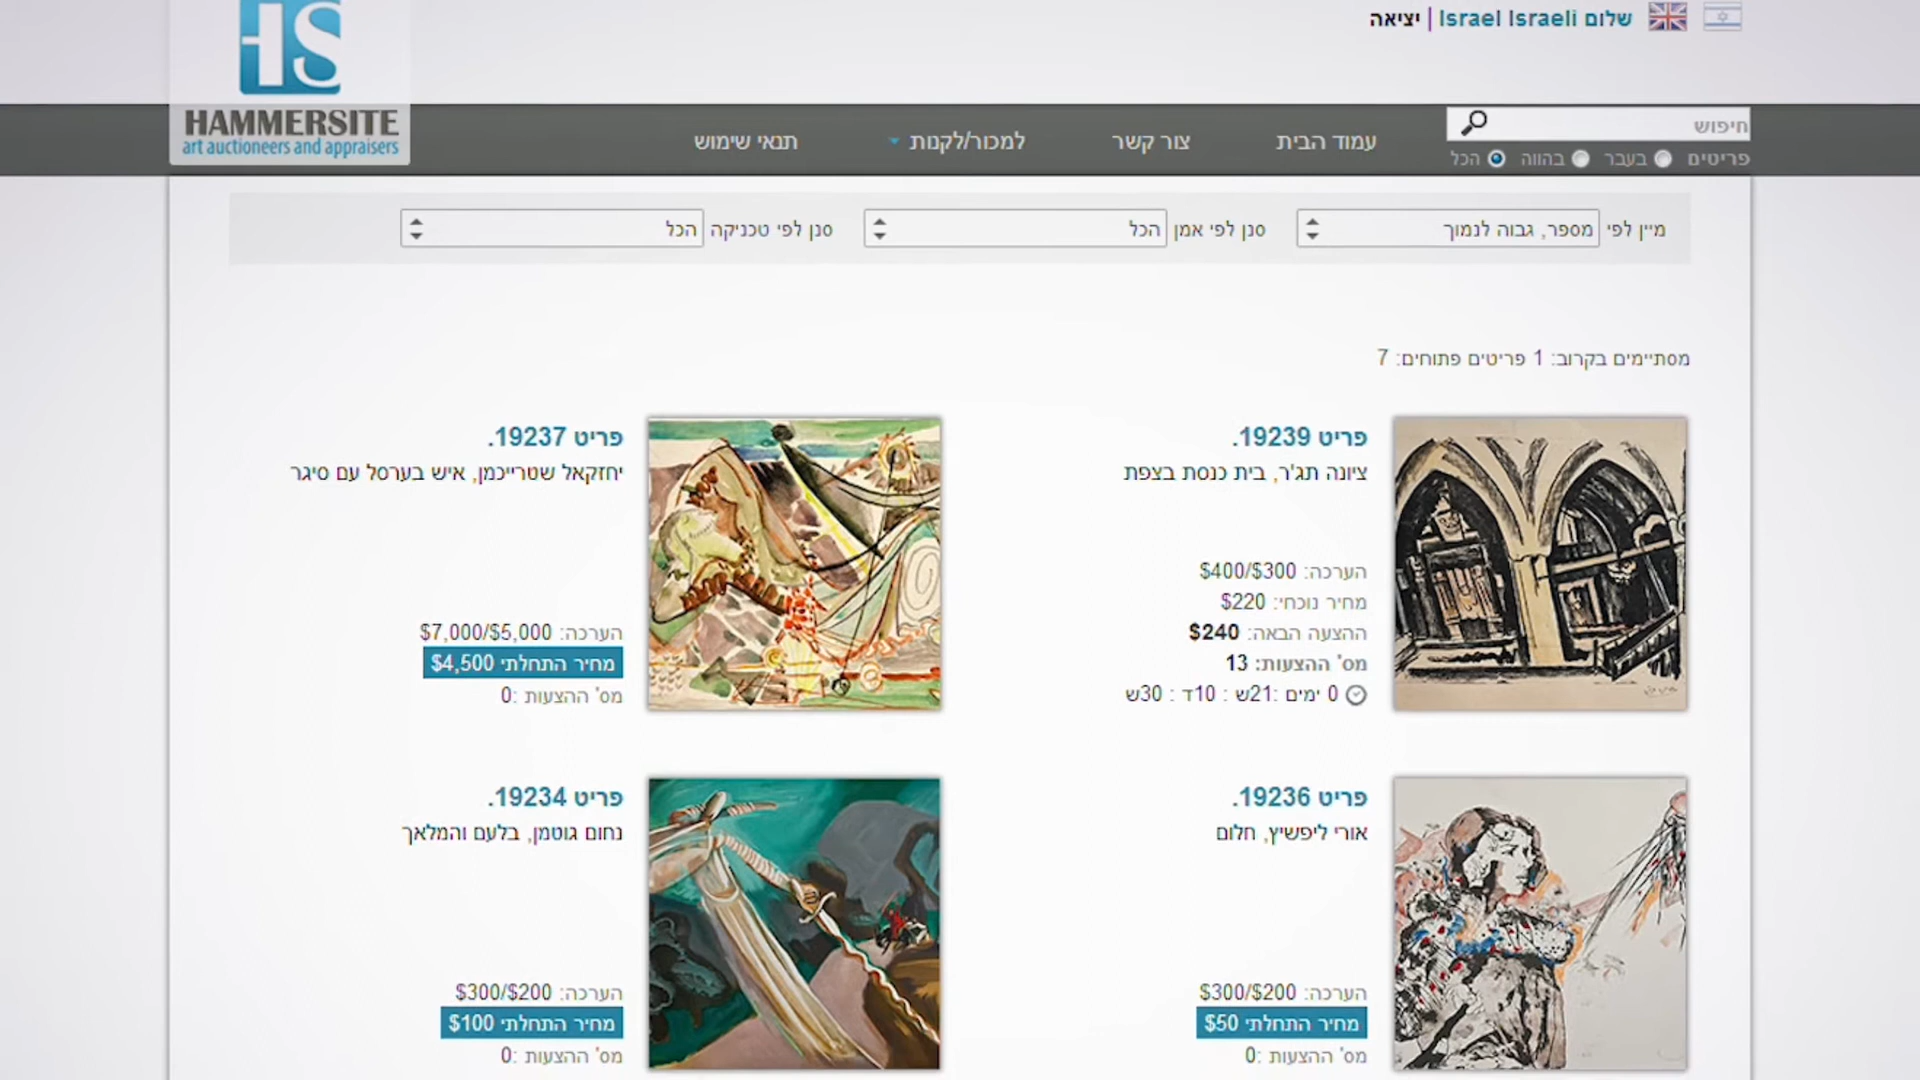 שלום Israel Israeli | יציאה
HS
HAMMERSITE
art auctioneers and appraisers
חיפוש
פריטים בעבר בהווה הכל
עמוד הבית
צור קשר
למכור/לקנות
תנאי שימוש
מיין לפי מספר, גבוה לנמוך
סנן לפי אמן הכל
סנן לפי טכניקה הכל
מסתיימים בקרוב: 1 פריטים פתוחים: 7
פריט 19239.
ציונה תג'ר, בית כנסת בצפת
הערכה: $400/$300
מחיר נוכחי: $220
ההצעה הבאה: $240
מס' ההצעות: 13
0 ימים :21ש : 10ד : 30ש
פריט 19237.
יחזקאל שטרייכמן, איש בערסל עם סיגר
הערכה: $7,000/$5,000
מחיר התחלתי $4,500
מס' ההצעות :0
פריט 19236.
אורי ליפשיץ, חלום
הערכה: $300/$200
מחיר התחלתי $50
מס' ההצעות :0
פריט 19234.
נחום גוטמן, בלעם והמלאך
הערכה: $300/$200
מחיר התחלתי $100
מס' ההצעות :0